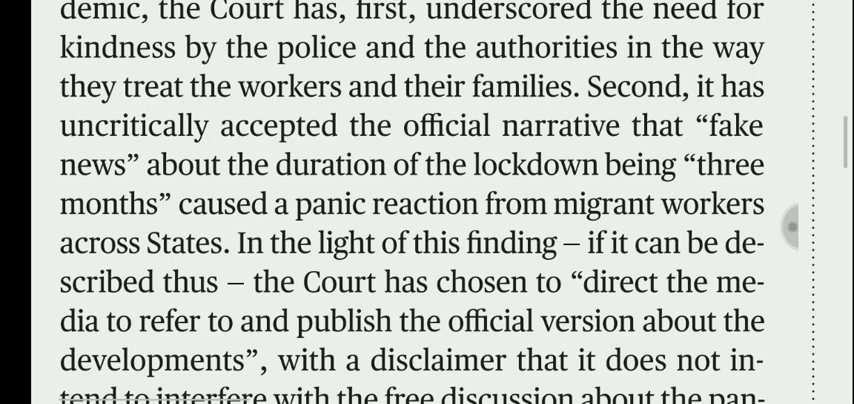 demic, the Court has, first, underscored the need for
kindness by the police and the authorities in the way
they treat the workers and their families. Second, it has
uncritically accepted the official narrative that “fake
news” about the duration of the lockdown being “three
months” caused a panic reaction from migrant workers
across States. In the light of this finding – if it can be de-
scribed thus – the Court has chosen to “direct the me-
dia to refer to and publish the official version about the
developments”, with a disclaimer that it does not in-
tend to interfere with the free discussion about the pan-